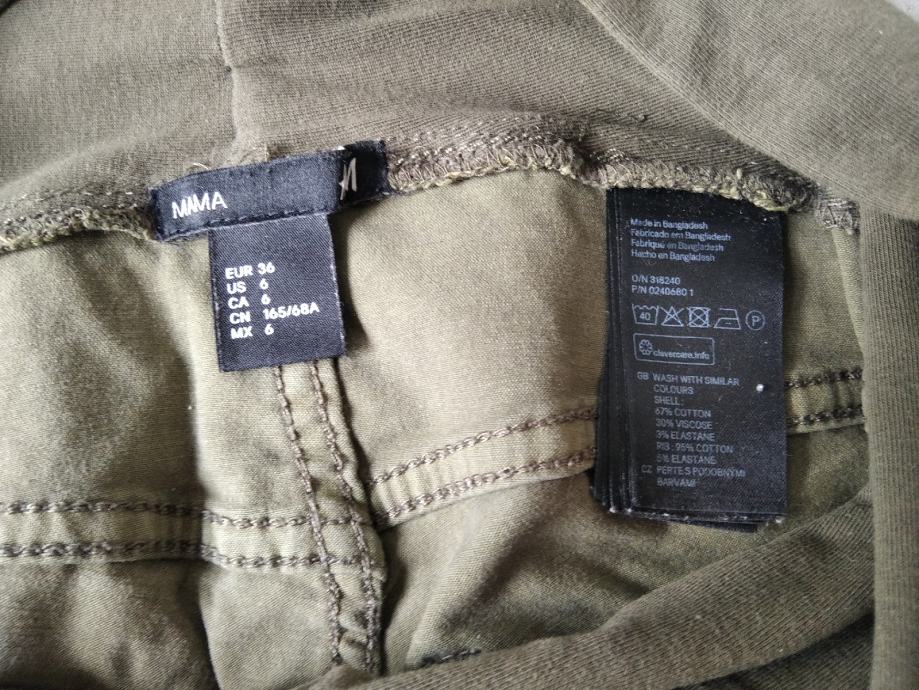 MAMA
EUR 36
US 6
CA 6
CN 165/68A
MX 6
Made in Bangladesh
Fabricado em Bangladesh
Fabriqué en Bangladesh
Hecho en Bangladesh
O/N 318240
P/N 0240680 1
40
P
clevercare.info
GB WASH WITH SIMILAR
COLOURS
SHELL:
67% COTTON
30% VISCOSE
3% ELASTANE
RIB: 95% COTTON
5% ELASTANE
CZ PERTE S PODOBNÝMI
BARVAMI